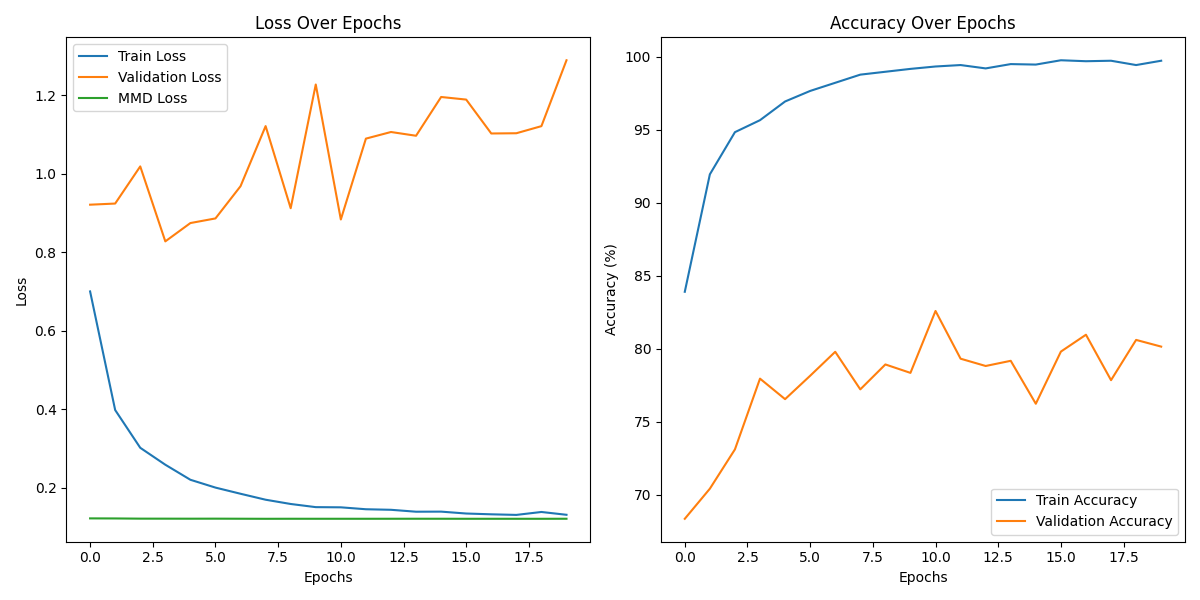 Loss Over Epochs
Train Loss
Validation Loss
MMD Loss
1.2
1.0
0.8
0.6
0.4
0.2
Loss
0.0 2.5 5.0 7.5 10.0 12.5 15.0 17.5
Epochs
Accuracy Over Epochs
100
95
90
85
80
75
70
Accuracy (%)
Train Accuracy
Validation Accuracy
0.0 2.5 5.0 7.5 10.0 12.5 15.0 17.5
Epochs